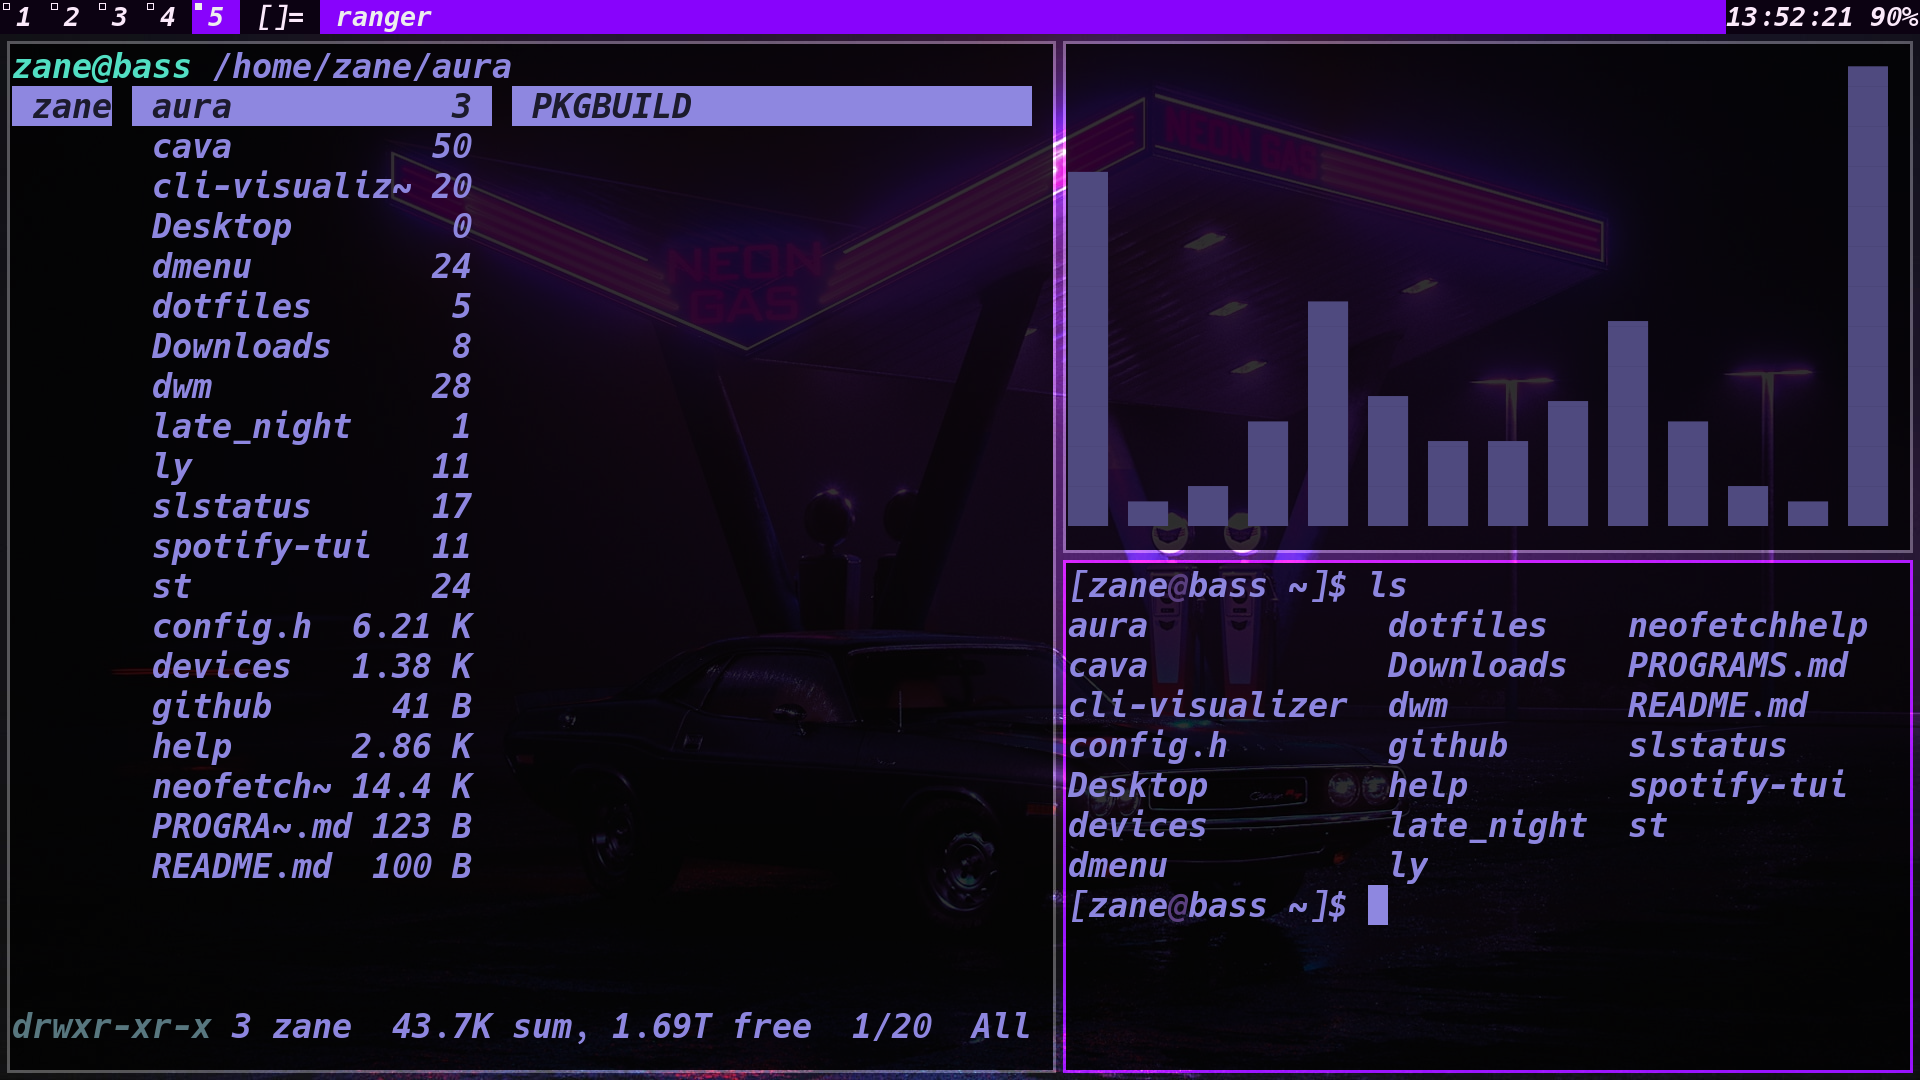 1 2 3 4 5 []= ranger 13:52:21 90%
zane@bass /home/zane/aura
zane aura 3 PKGBUILD
cava 50
cli-visualiz~ 20
Desktop 0
dmenu 24
dotfiles 5
Downloads 8
dwm 28
late_night 1
ly 11
slstatus 17
spotify-tui 11
st 24
config.h 6.21 K
devices 1.38 K
github 41 B
help 2.86 K
neofetch~ 14.4 K
PROGRA~.md 123 B
README.md 100 B
drwxr-xr-x 3 zane 43.7K sum, 1.69T free 1/20 All
NEON
GAS
NEON GAS
[zane@bass ~]$ ls
aura dotfiles neofetchhelp
cava Downloads PROGRAMS.md
cli-visualizer dwm README.md
config.h github slstatus
Desktop help spotify-tui
devices late_night st
dmenu ly
[zane@bass ~]$